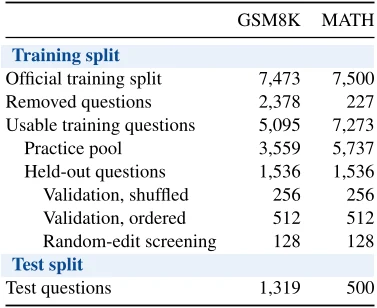 GSM8K MATH
Training split
Official training split 7,473 7,500
Removed questions 2,378 227
Usable training questions 5,095 7,273
Practice pool 3,559 5,737
Held-out questions 1,536 1,536
Validation, shuffled 256 256
Validation, ordered 512 512
Random-edit screening 128 128
Test split
Test questions 1,319 500